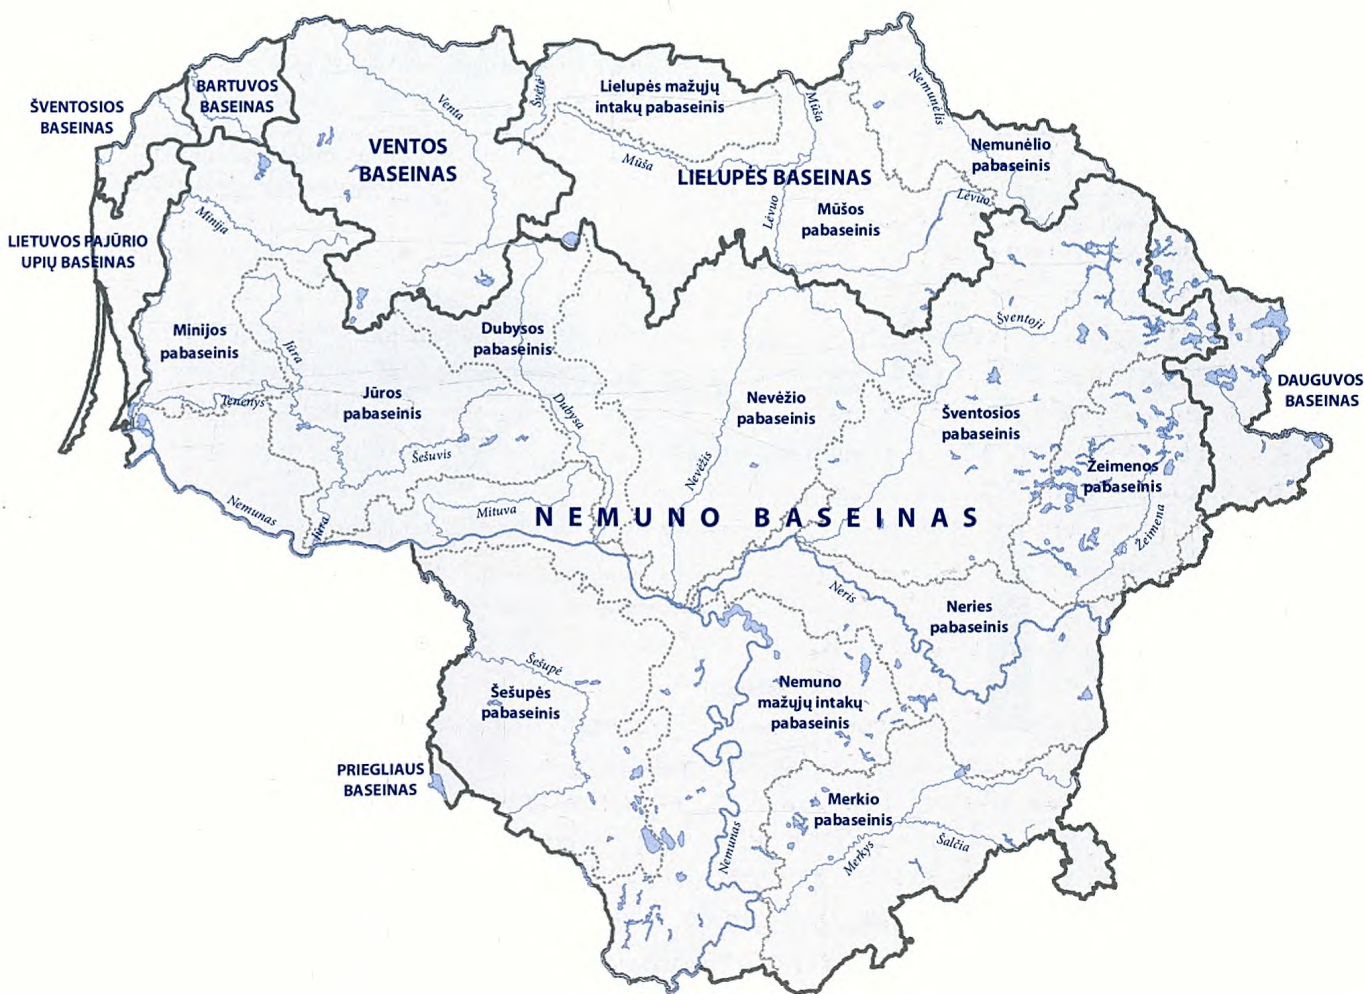 Nemunėlis
BARTUVOS
BASEINAS
Švėtė
Lielupės mažųjų
intakų pabaseinis
Mūša
ŠVENTOSIOS
BASEINAS
Venta
VENTOS
BASEINAS
Mūša
LIELUPĖS BASEINAS
Nemunėlio
pabaseinis
Minija
Lėvuo
Mūšos
pabaseinis
Lėvuo
LIETUVOS PAJŪRIO
UPIŲ BASEINAS
Minijos
pabaseinis
Jūra
Dubysos
pabaseinis
Šventoji
Tenenys
Jūros
pabaseinis
Dubysa
Nevėžio
pabaseinis
Šventosios
pabaseinis
DAUGUVOS
BASEINAS
Šešuvis
Nevėžis
Žeimenos
pabaseinis
Nemunas
Jūra
Mituva
NEMUNO BASEINAS
Žeimena
Neris
Neries
pabaseinis
Šešupė
Šešupės
pabaseinis
Nemuno
mažųjų intakų
pabaseinis
PRIEGLIAUS
BASEINAS
Merkio
pabaseinis
Nemunas
Merkys
Šalčia